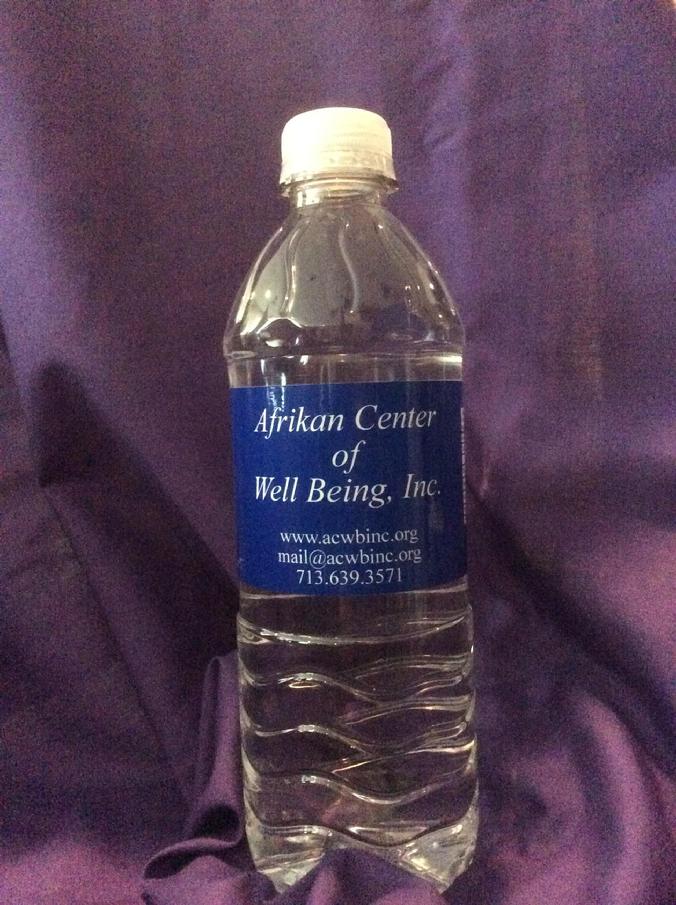 Afrikan Center
of
Well Being, Inc.
www.acwbinc.org
mail@acwbinc.org
713.639.3571